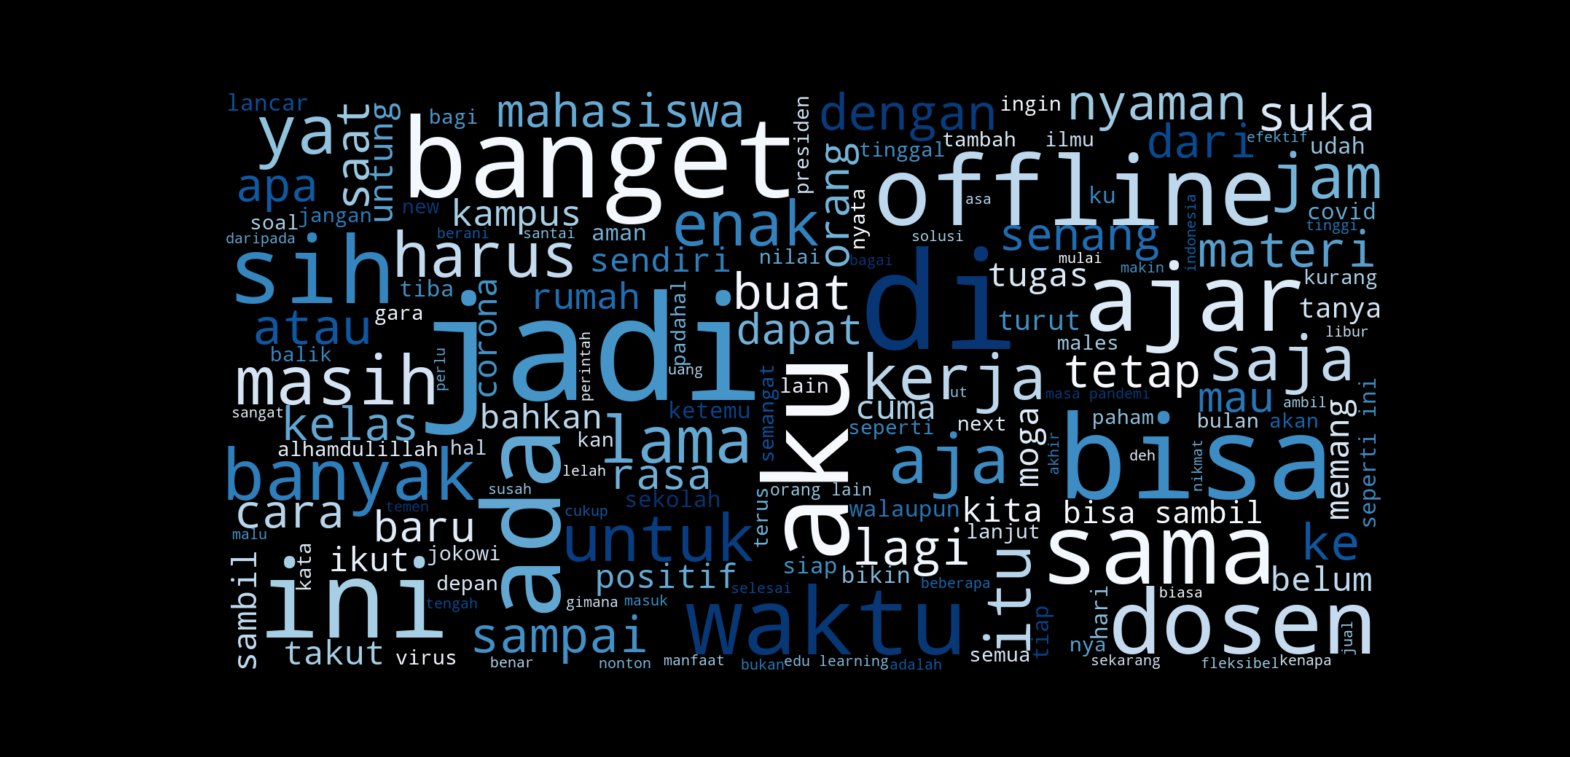 lancar
ya
saat
untung
bagi
mahasiswa
banget
presiden
dengan
ingin
nyaman
suka
apa
soal
jangan
new
kampus
enak
orang
tinggal
tambah
ilmu
dari
efektif
udah
offline
asa
ku
jam
covid
tinggi
daripada
sih
harus
berani
santai
aman
sendiri
nilai
nyata
bagai
solusi
senang
mulai
makin
indonesia
materi
kurang
tiba
gara
atau
balik
corona
rumah
padahal
buat
dapat
di
tugas
turut
ajar
tanya
libur
males
masih
perlu
jadi
perintah
uang
semangat
lain
aku
kerja
ut
tetap
masa pandemi
saja
mau
ambil
sangat
kelas
bahkan
ketemu
cuma
seperti
next
moga
paham
bulan
akan
memang
seperti ini
alhamdulillah
hal
kan
lama
lelah
rasa
aja
akhir
bisa
deh
nikmat
banyak
temen
ada
susah
sekolah
cukup
orang lain
terus
walaupun
kita
bisa sambil
cara
malu
baru
untuk
lanjut
lagi
sama
ke
sambil
kata
ikut
jokowi
depan
positif
siap
bikin
beberapa
itu
belum
ini
tengah
gimana
masuk
selesai
waktu
tiap
hari
nya
biasa
dosen
jual
takut
virus
sampai
benar
nonton
manfaat
bukan
edu learning
adalah
semua
sekarang
fleksibel
kenapa